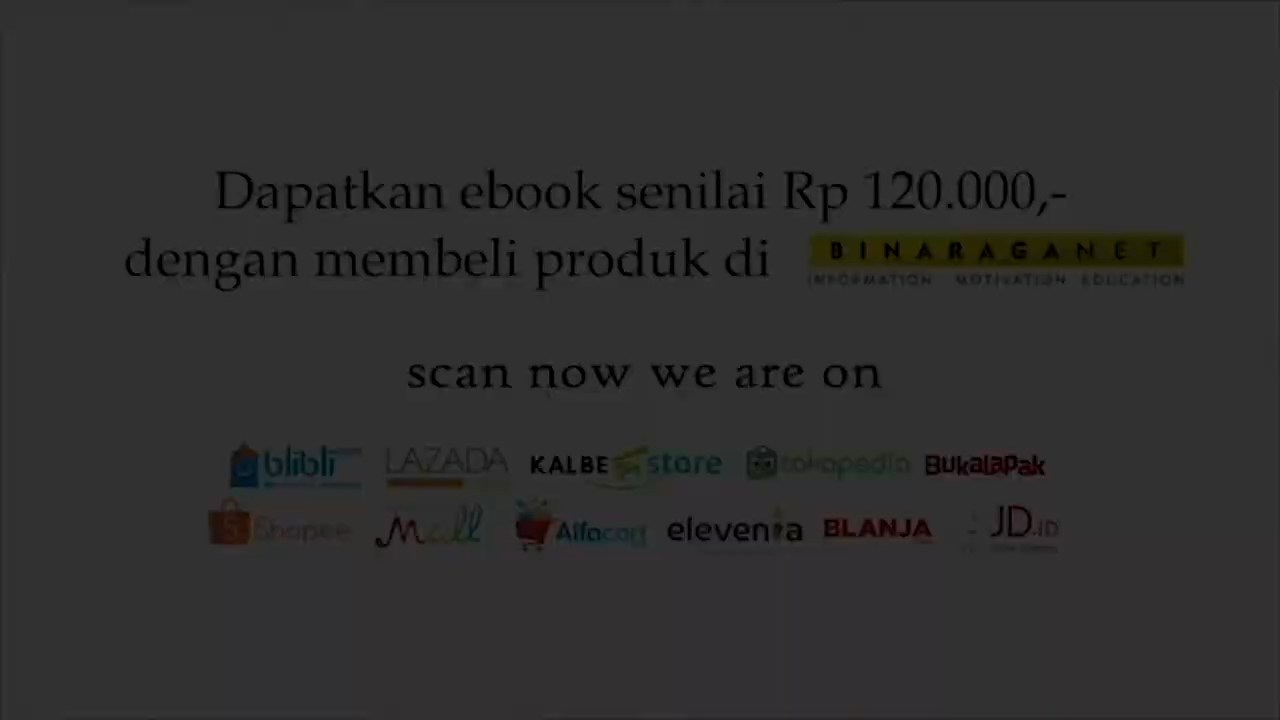 Dapatkan ebook senilai Rp 120.000,-
dengan membeli produk di BINARAGANET
INFORMATION MOTIVATION EDUCATION
scan now we are on
blibli LAZADA KALBE store tokopedia BukalaPak
Shopee Mall Alfacart elevenia BLANJA JD.ID